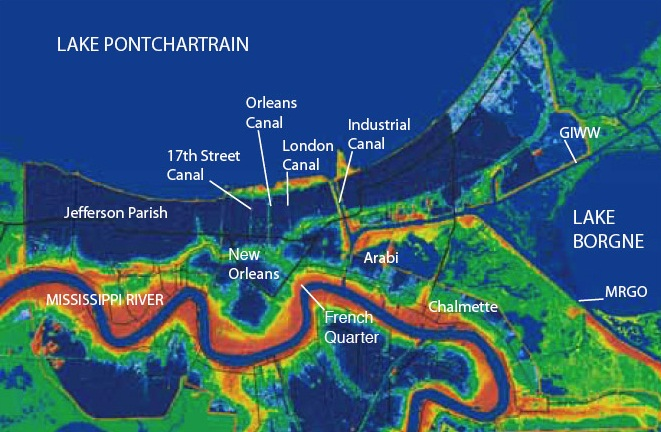 LAKE PONTCHARTRAIN
Orleans
Canal
Industrial
Canal
London
Canal
17th Street
Canal
GIWW
Jefferson Parish
LAKE
BORGNE
New
Orleans
Arabi
MISSISSIPPI RIVER
MRGO
Chalmette
French
Quarter